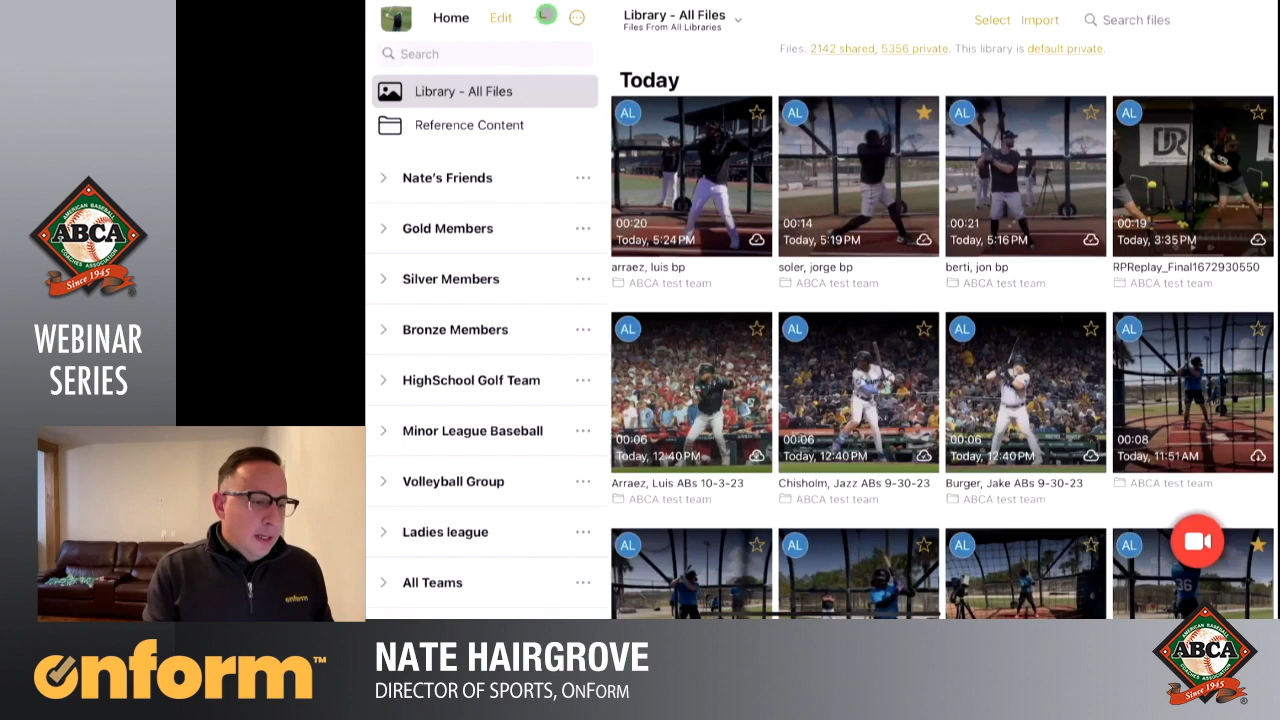 AMERICAN BASEBALL
ABCA
COACHES ASSOCIATION
Since 1945
WEBINAR
SERIES
onform
Home Edit
Search
Library - All Files
Reference Content
Nate's Friends
Gold Members
Silver Members
Bronze Members
HighSchool Golf Team
Minor League Baseball
Volleyball Group
Ladies league
All Teams
Library - All Files
Files From All Libraries
Select Import Search files
Files: 2142 shared, 5356 private. This library is default private.
Today
AL AL AL AL
DR
00:20 00:14 00:21 00:19
Today, 5:24 PM Today, 5:19 PM Today, 5:16 PM Today, 3:35 PM
arraez, luis bp soler, jorge bp berti, jon bp RPReplay_Final1672930550
ABCA test team ABCA test team ABCA test team ABCA test team
AL AL AL AL
00:06 00:06 00:06 00:08
Today, 12:40 PM Today, 12:40 PM Today, 12:40 PM Today, 11:51 AM
Arraez, Luis ABs 10-3-23 Chisholm, Jazz ABs 9-30-23 Burger, Jake ABs 9-30-23
ABCA test team ABCA test team ABCA test team ABCA test team
AL AL AL AL
36
onform™
NATE HAIRGROVE
DIRECTOR OF SPORTS, ONFORM
AMERICAN BASEBALL
ABCA
COACHES ASSOCIATION
Since 1945